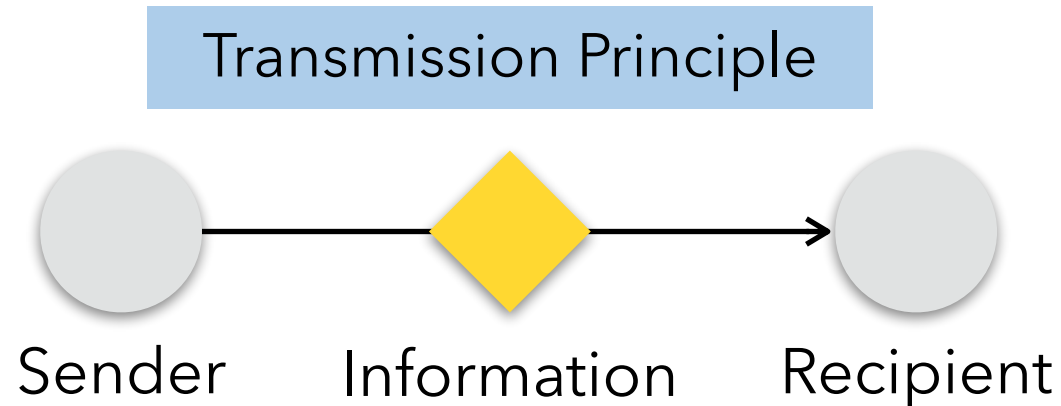 Transmission Principle
Sender
Information
Recipient